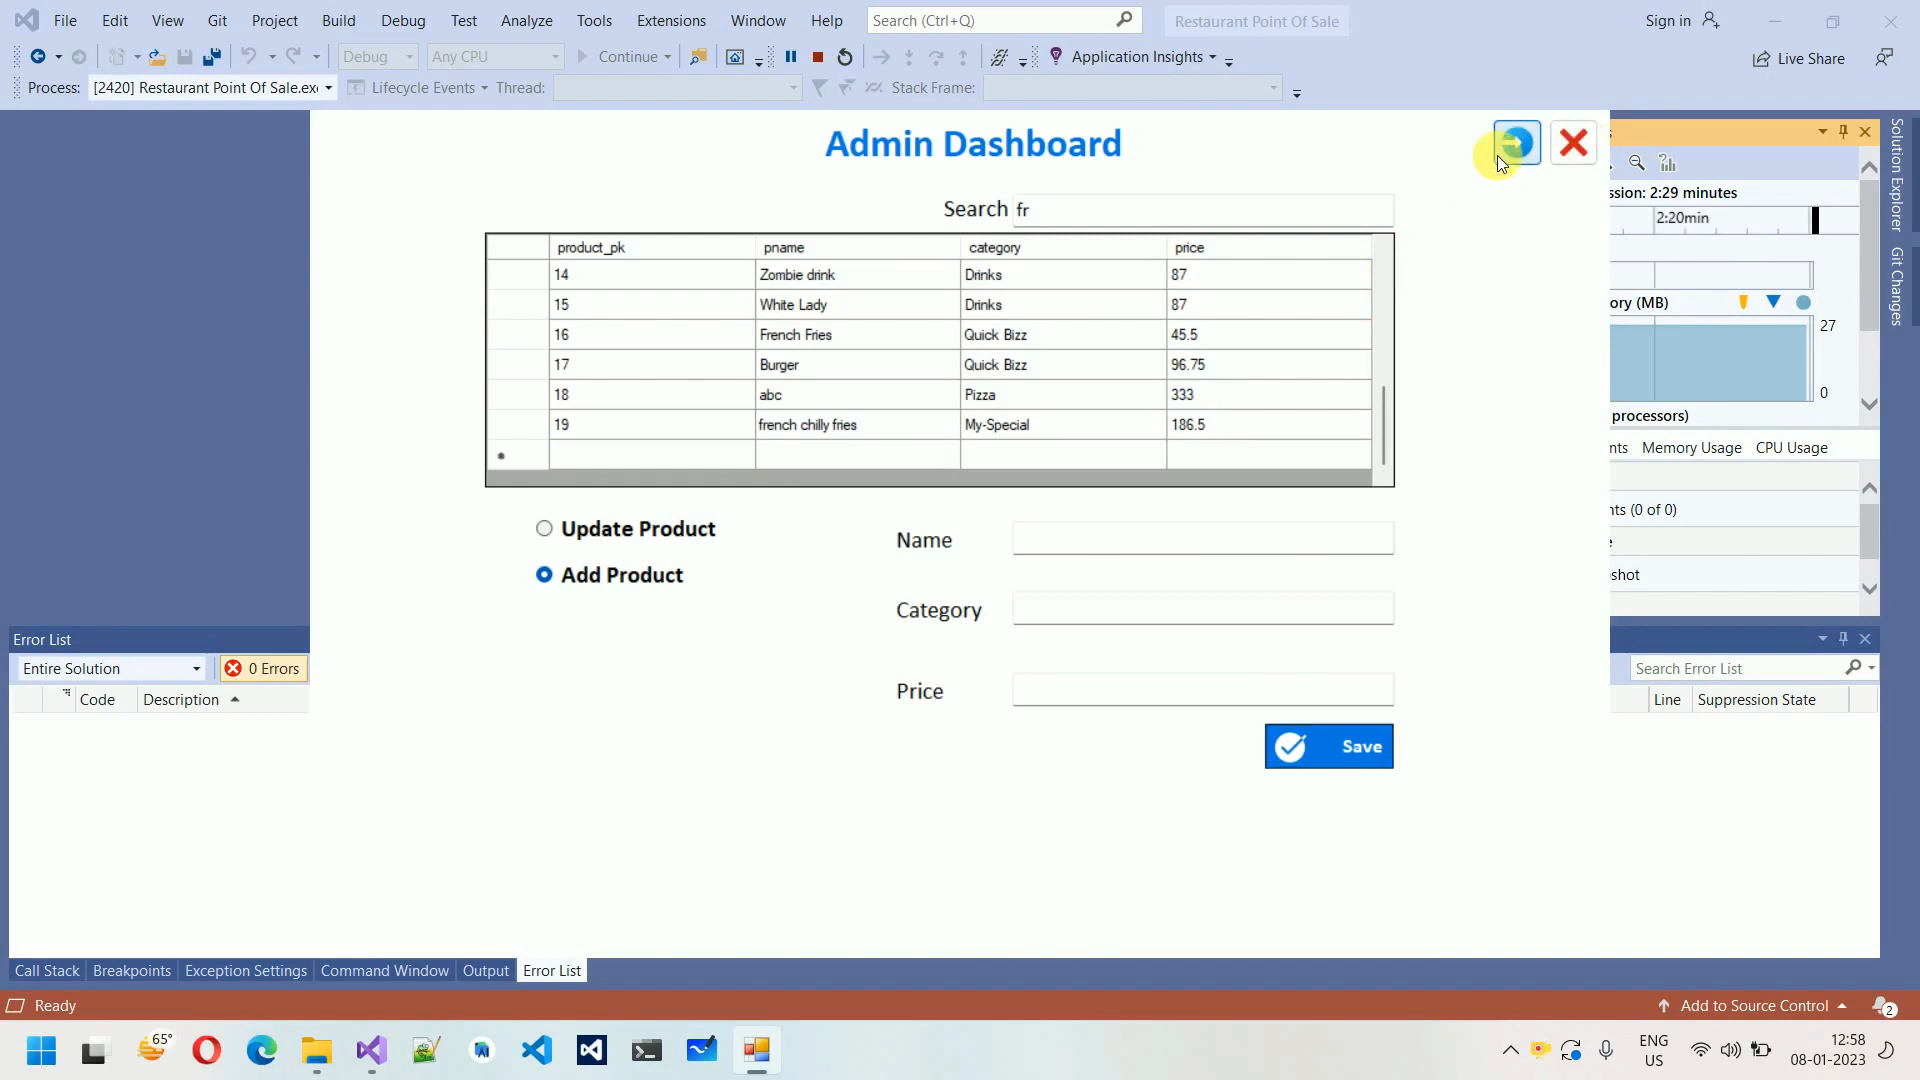 File Edit View Git Project Build Debug Test Analyze Tools Extensions Window Help Search (Ctrl+Q) Restaurant Point Of Sale Sign in
Debug Any CPU Continue Application Insights Live Share
Process: [2420] Restaurant Point Of Sale.exe Lifecycle Events Thread: Stack Frame:
Admin Dashboard
Search fr
product_pk pname category price
14 Zombie drink Drinks 87
15 White Lady Drinks 87
16 French Fries Quick Bizz 45.5
17 Burger Quick Bizz 96.75
18 abc Pizza 333
19 french chilly fries My-Special 186.5
*
Update Product
Add Product
Name
Category
Price
Save
ssion: 2:29 minutes
2:20min
ory (MB)
27
0
processors)
nts Memory Usage CPU Usage
nts (0 of 0)
e
shot
Solution Explorer
Git Changes
Error List
Entire Solution 0 Errors Search Error List
Code Description Line Suppression State
Call Stack Breakpoints Exception Settings Command Window Output Error List
Ready Add to Source Control 2
65°
ENG
US
12:58
08-01-2023